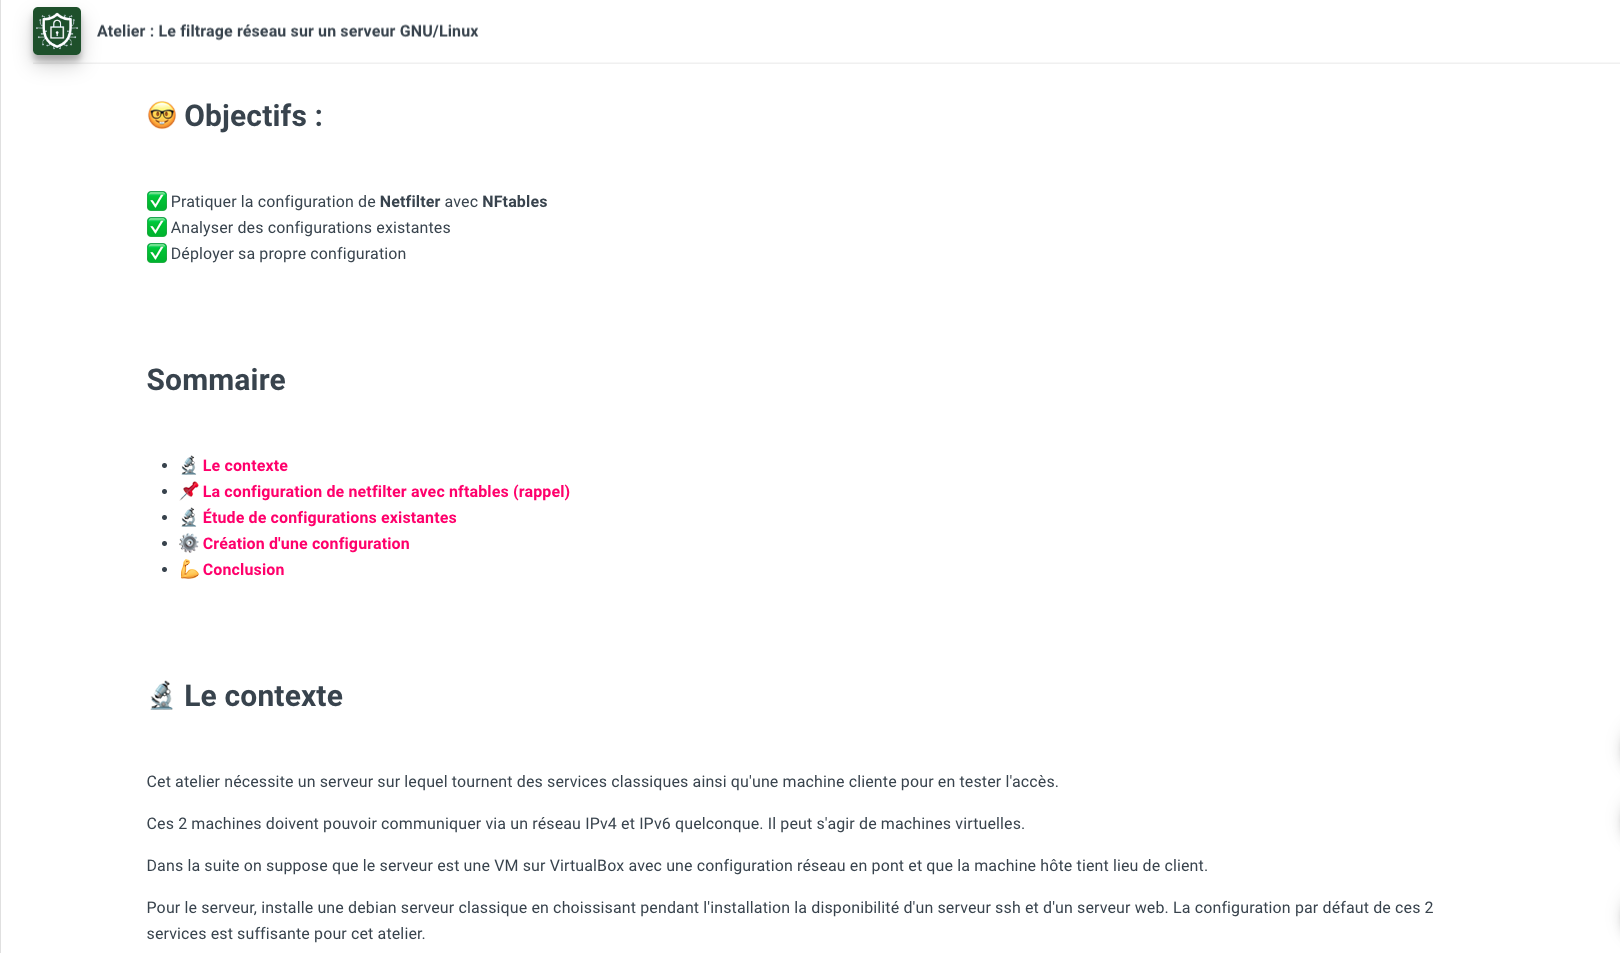 Atelier : Le filtrage réseau sur un serveur GNU/Linux
🤓 Objectifs :
✅ Pratiquer la configuration de Netfilter avec NFtables
✅ Analyser des configurations existantes
✅ Déployer sa propre configuration
Sommaire
• 🔬 Le contexte
• 📌 La configuration de netfilter avec nftables (rappel)
• 🔬 Étude de configurations existantes
• ⚙️ Création d'une configuration
• 💪 Conclusion
🔬 Le contexte
Cet atelier nécessite un serveur sur lequel tournent des services classiques ainsi qu'une machine cliente pour en tester l'accès.
Ces 2 machines doivent pouvoir communiquer via un réseau IPv4 et IPv6 quelconque. Il peut s'agir de machines virtuelles.
Dans la suite on suppose que le serveur est une VM sur VirtualBox avec une configuration réseau en pont et que la machine hôte tient lieu de client.
Pour le serveur, installe une debian serveur classique en choissisant pendant l'installation la disponibilité d'un serveur ssh et d'un serveur web. La configuration par défaut de ces 2
services est suffisante pour cet atelier.